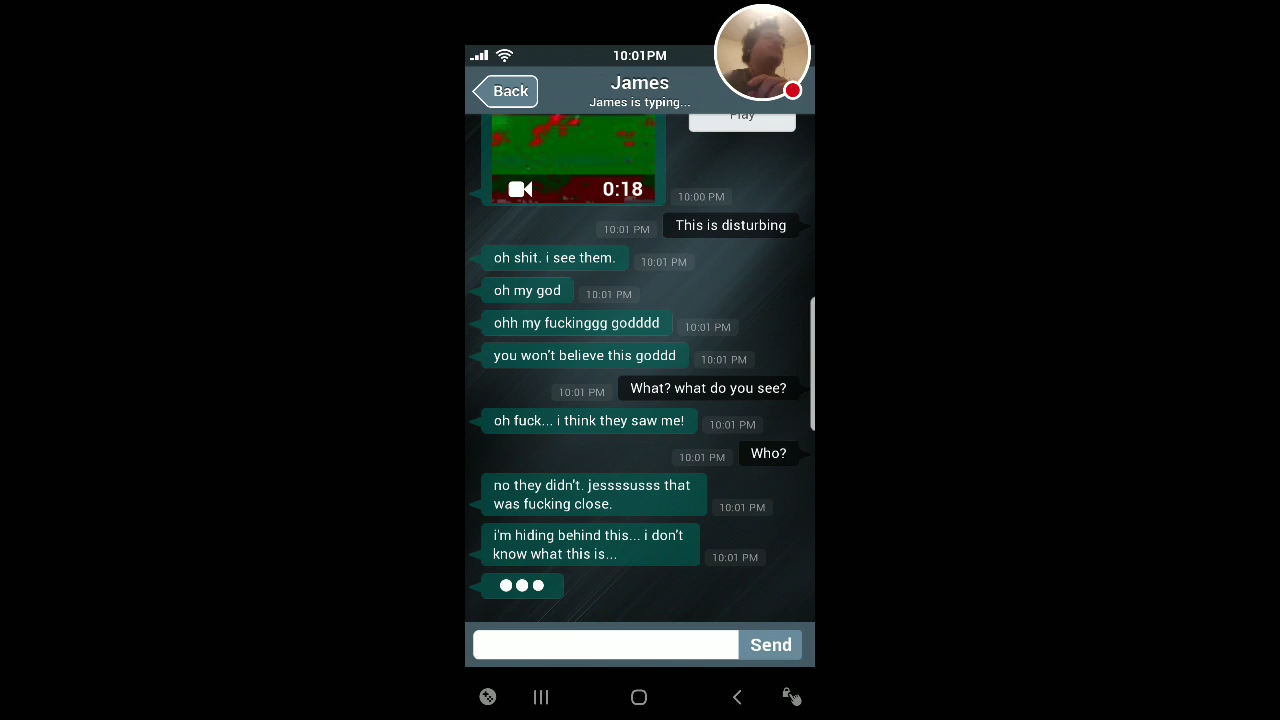 10:01PM
Back
James
James is typing...
Play
0:18
10:00 PM
This is disturbing
10:01 PM
oh shit. i see them.
10:01 PM
oh my god
10:01 PM
ohh my fuckinggg godddd
10:01 PM
you won't believe this goddd
10:01 PM
What? what do you see?
10:01 PM
oh fuck... i think they saw me!
10:01 PM
Who?
10:01 PM
no they didn't. jessssusss that
was fucking close.
10:01 PM
i'm hiding behind this... i don't
know what this is...
10:01 PM
Send